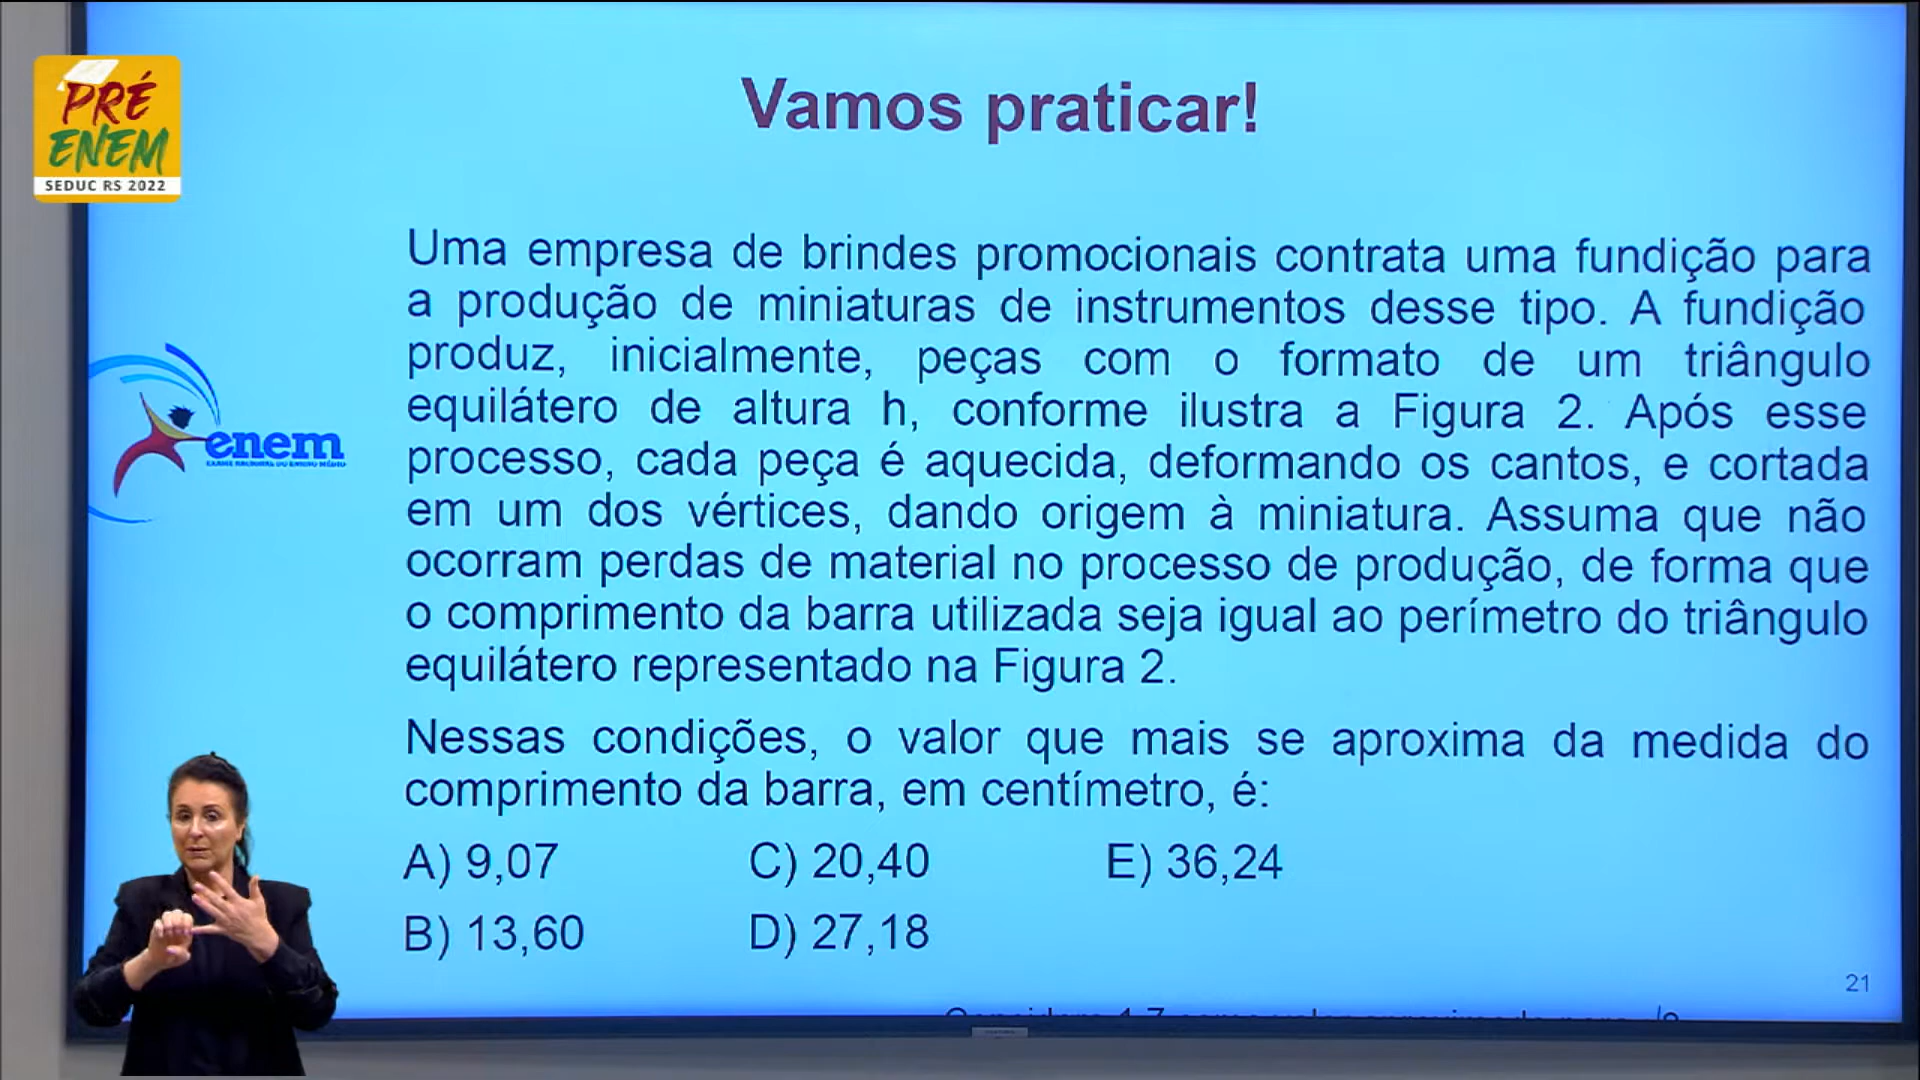 PRÉ
ENEM
SEDUC RS 2022
Vamos praticar!
Uma empresa de brindes promocionais contrata uma fundição para
a produção de miniaturas de instrumentos desse tipo. A fundição
produz, inicialmente, peças com o formato de um triângulo
equilátero de altura h, conforme ilustra a Figura 2. Após esse
processo, cada peça é aquecida, deformando os cantos, e cortada
em um dos vértices, dando origem à miniatura. Assuma que não
ocorram perdas de material no processo de produção, de forma que
o comprimento da barra utilizada seja igual ao perímetro do triângulo
equilátero representado na Figura 2.
enem
EXAME NACIONAL DO ENSINO MÉDIO
Nessas condições, o valor que mais se aproxima da medida do
comprimento da barra, em centímetro, é:
A) 9,07 C) 20,40 E) 36,24
B) 13,60 D) 27,18
21